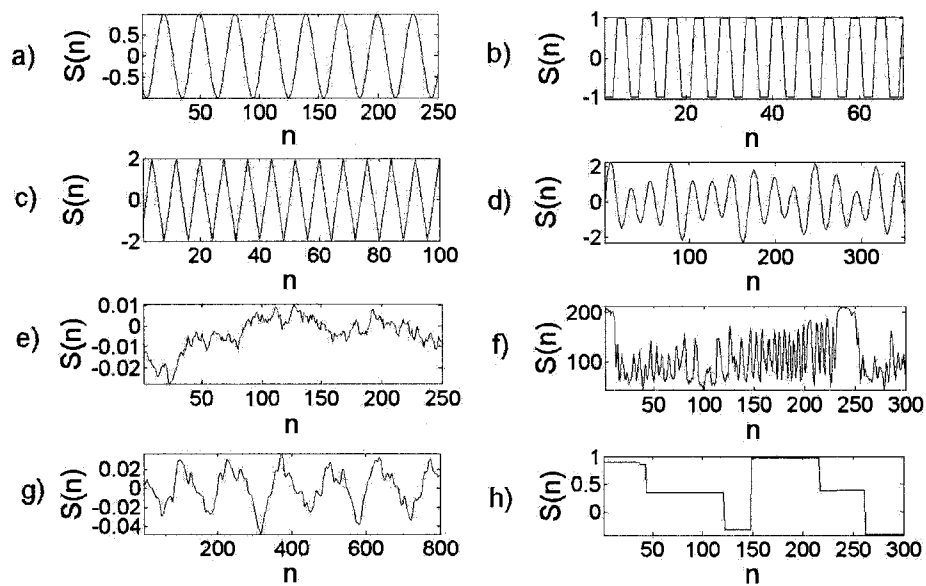 a) S(n) 0.5 0 -0.5
50 100 150 200 250
n
b) S(n) 1 0 -1
20 40 60
n
c) S(n) 2 0 -2
20 40 60 80 100
n
d) S(n) 2 0 -2
100 200 300
n
e) S(n) 0.01 0 -0.01 -0.02
50 100 150 200 250
n
f) S(n) 200 100
50 100 150 200 250 300
n
g) S(n) 0.02 0 -0.02 -0.04
200 400 600 800
n
h) S(n) 1 0.5 0
50 100 150 200 250 300
n